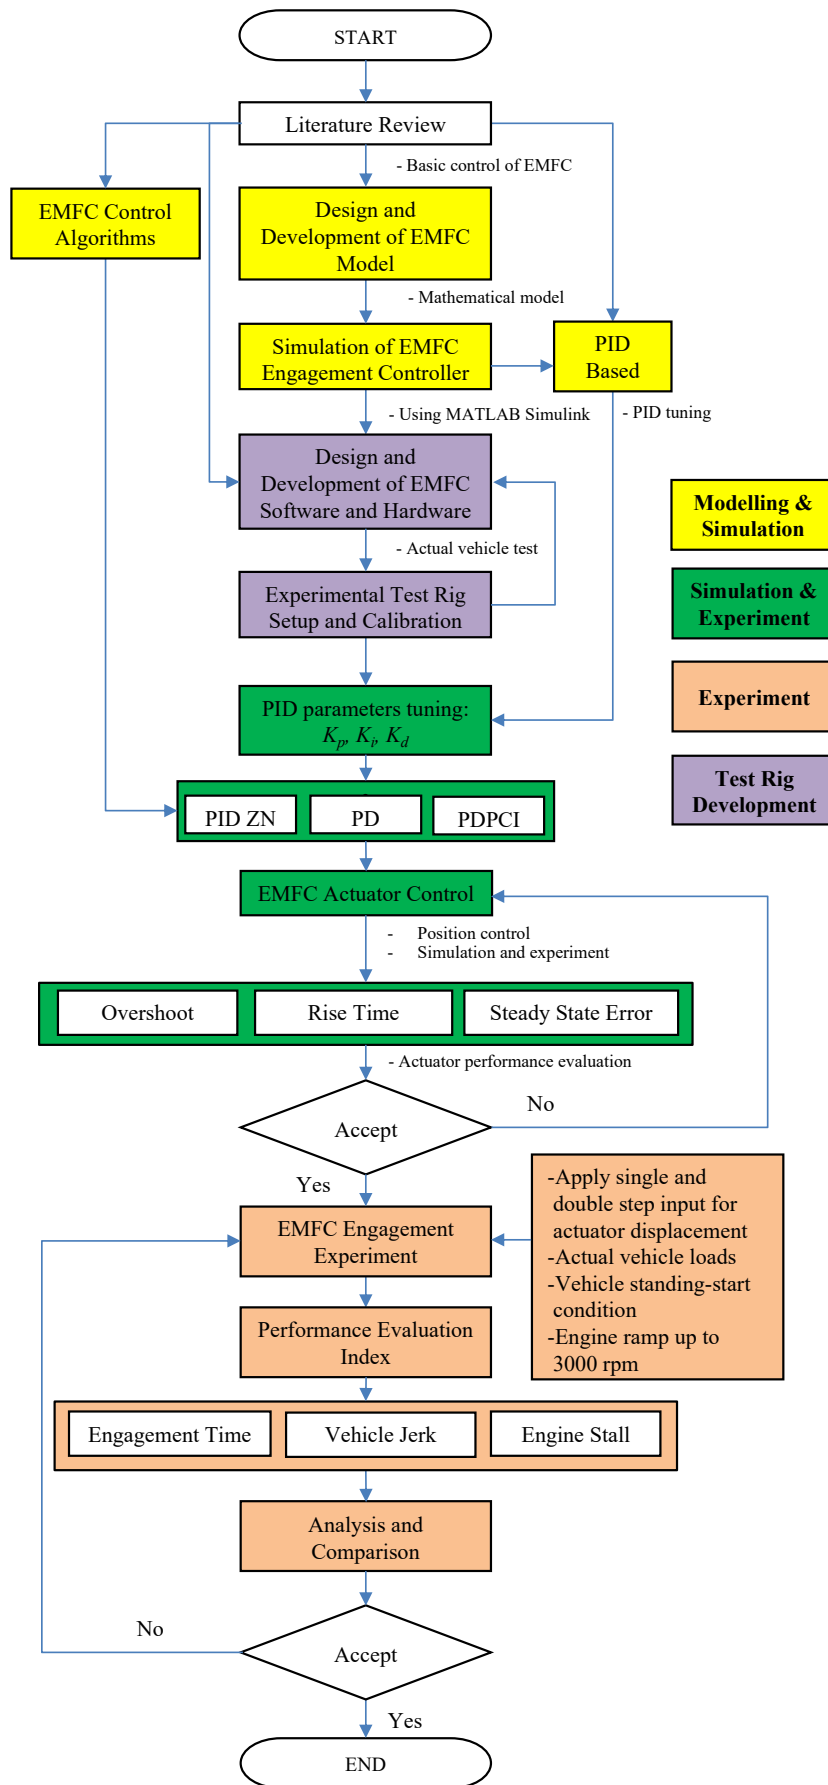 START
Literature Review
- Basic control of EMFC
EMFC Control
Algorithms
Design and
Development of EMFC
Model
- Mathematical model
Simulation of EMFC
Engagement Controller
PID
Based
- Using MATLAB Simulink
- PID tuning
Design and
Development of EMFC
Software and Hardware
- Actual vehicle test
Experimental Test Rig
Setup and Calibration
Modelling &
Simulation
Simulation &
Experiment
Experiment
Test Rig
Development
PID parameters tuning:
Kp, Ki, Kd
PID ZN
PD
PDPCI
EMFC Actuator Control
- Position control
- Simulation and experiment
Overshoot
Rise Time
Steady State Error
- Actuator performance evaluation
Accept
No
Yes
EMFC Engagement
Experiment
-Apply single and
double step input for
actuator displacement
-Actual vehicle loads
-Vehicle standing-start
condition
-Engine ramp up to
3000 rpm
Performance Evaluation
Index
Engagement Time
Vehicle Jerk
Engine Stall
Analysis and
Comparison
No
Accept
Yes
END